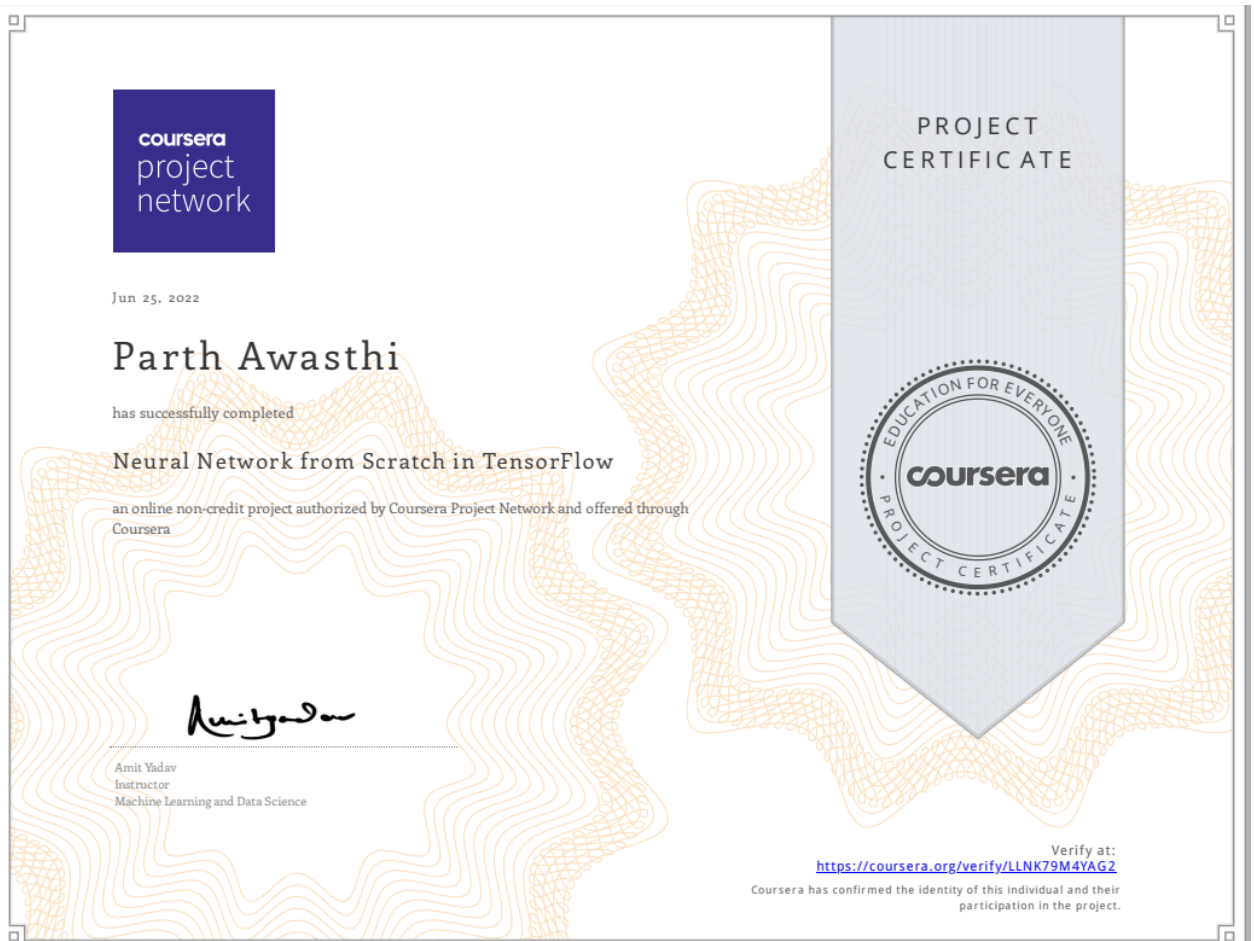 coursera
project
network
PROJECT
CERTIFICATE
Jun 25, 2022
Parth Awasthi
has successfully completed
Neural Network from Scratch in TensorFlow
an online non-credit project authorized by Coursera Project Network and offered through
Coursera
EDUCATION FOR EVERYONE
coursera
PROJECT CERTIFICATE
Amit Yadav
Amit Yadav
Instructor
Machine Learning and Data Science
Verify at:
https://coursera.org/verify/LLNK79M4YAG2
Coursera has confirmed the identity of this individual and their
participation in the project.